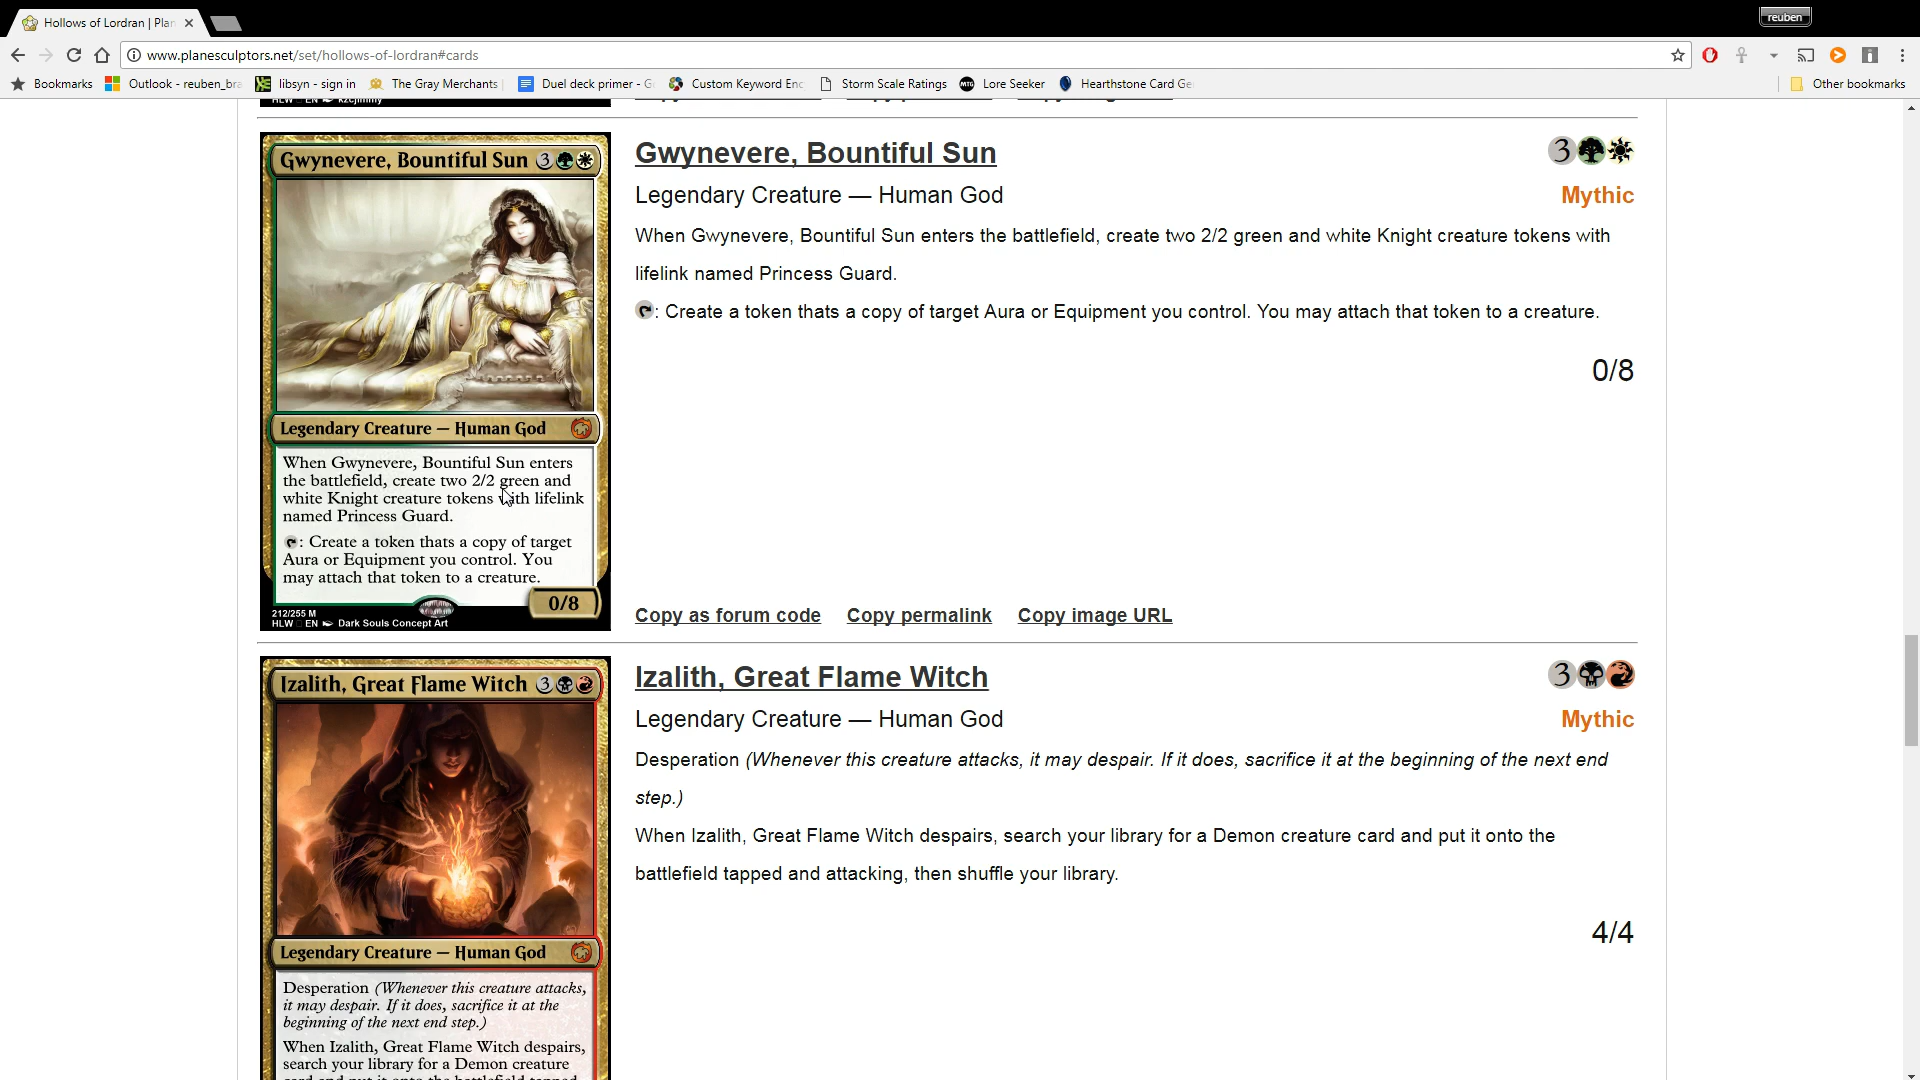 Hollows of Lordran | Plan
reuben
www.planesculptors.net/set/hollows-of-lordran#cards
Bookmarks
Outlook - reuben_bra
libsyn - sign in
The Gray Merchants
Duel deck primer - G
Custom Keyword Enc
Storm Scale Ratings
Lore Seeker
Hearthstone Card Ge
Other bookmarks
Gwynevere, Bountiful Sun 3
Legendary Creature — Human God
When Gwynevere, Bountiful Sun enters
the battlefield, create two 2/2 green and
white Knight creature tokens with lifelink
named Princess Guard.
: Create a token thats a copy of target
Aura or Equipment you control. You
may attach that token to a creature.
0/8
212/255 M
HLW EN Dark Souls Concept Art
Gwynevere, Bountiful Sun
3
Legendary Creature — Human God
Mythic
When Gwynevere, Bountiful Sun enters the battlefield, create two 2/2 green and white Knight creature tokens with
lifelink named Princess Guard.
: Create a token thats a copy of target Aura or Equipment you control. You may attach that token to a creature.
0/8
Copy as forum code Copy permalink Copy image URL
Izalith, Great Flame Witch 3
Legendary Creature — Human God
Desperation (Whenever this creature attacks,
it may despair. If it does, sacrifice it at the
beginning of the next end step.)
When Izalith, Great Flame Witch despairs,
search your library for a Demon creature
Izalith, Great Flame Witch
3
Legendary Creature — Human God
Mythic
Desperation (Whenever this creature attacks, it may despair. If it does, sacrifice it at the beginning of the next end
step.)
When Izalith, Great Flame Witch despairs, search your library for a Demon creature card and put it onto the
battlefield tapped and attacking, then shuffle your library.
4/4